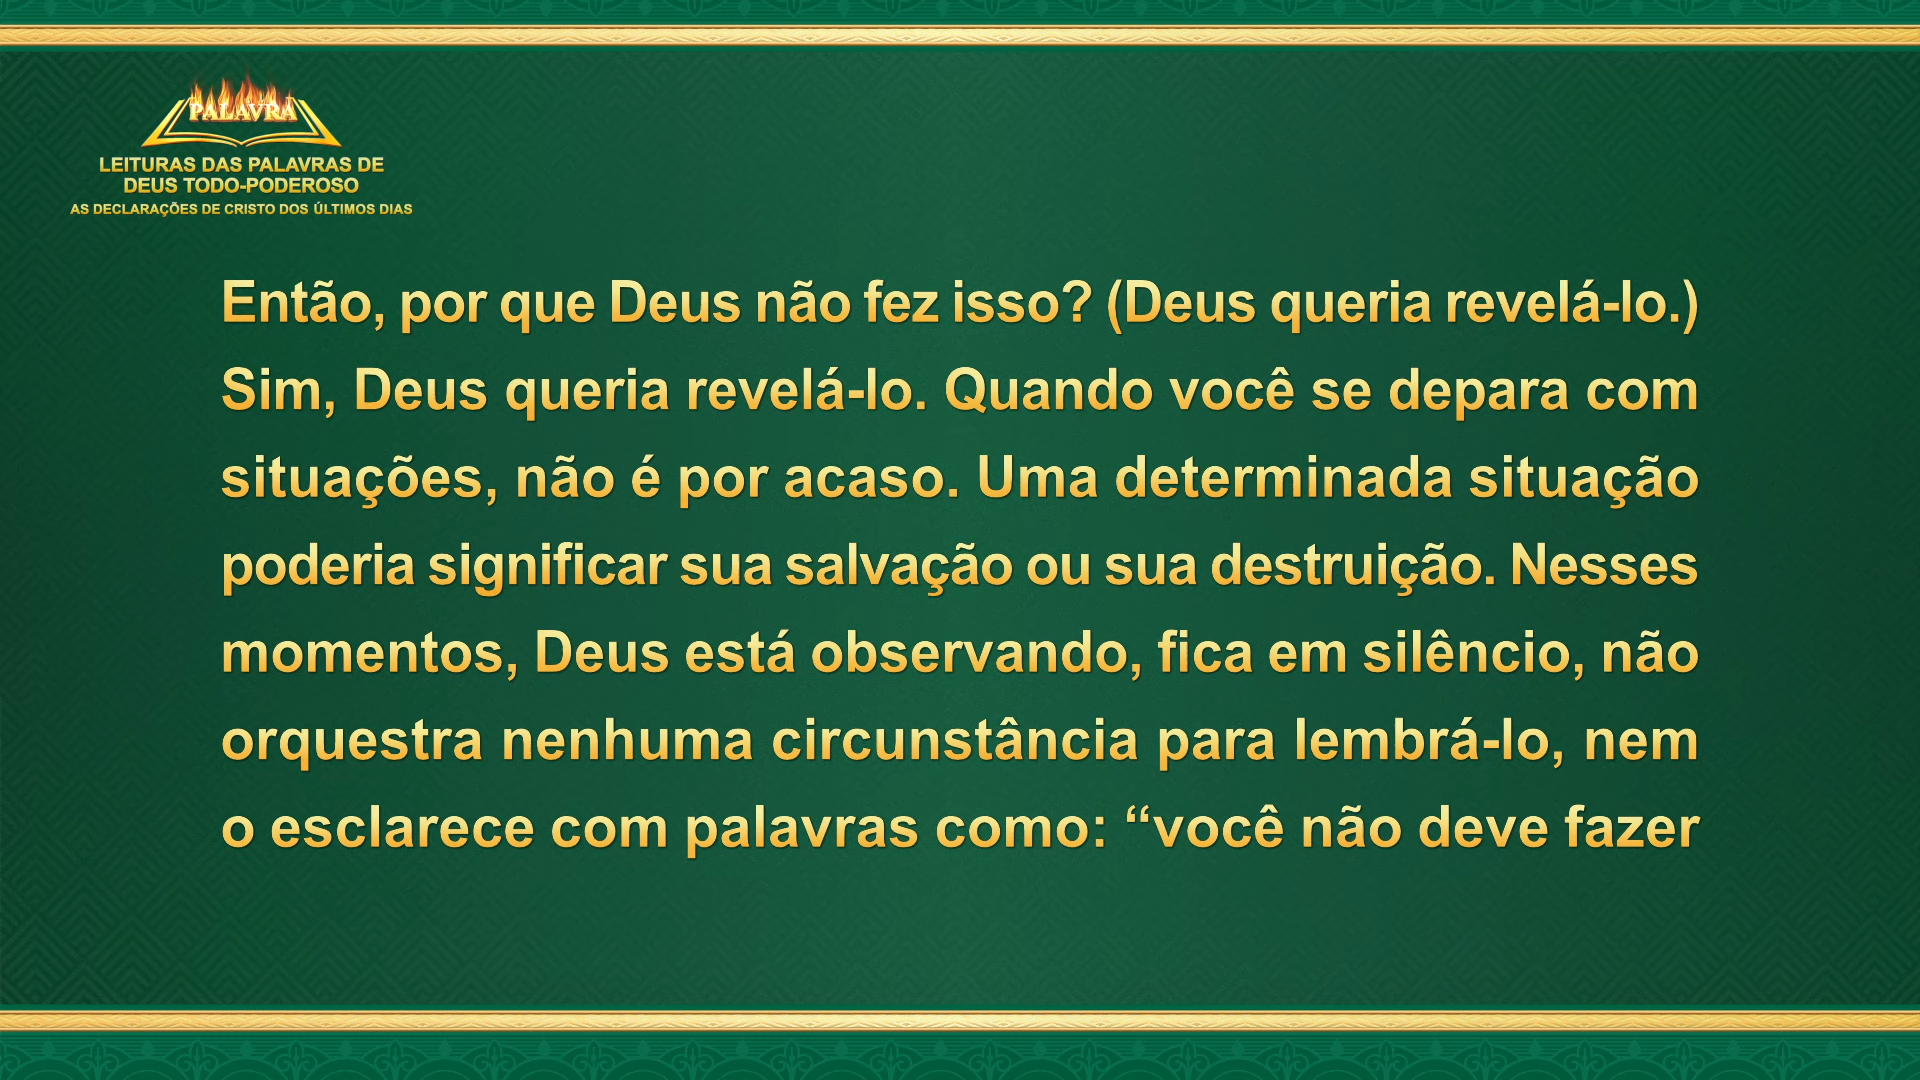 PALAVRA
LEITURAS DAS PALAVRAS DE
DEUS TODO-PODEROSO
AS DECLARAÇÕES DE CRISTO DOS ÚLTIMOS DIAS
Então, por que Deus não fez isso? (Deus queria revelá-lo.)
Sim, Deus queria revelá-lo. Quando você se depara com
situações, não é por acaso. Uma determinada situação
poderia significar sua salvação ou sua destruição. Nesses
momentos, Deus está observando, fica em silêncio, não
orquestra nenhuma circunstância para lembrá-lo, nem
o esclarece com palavras como: “você não deve fazer